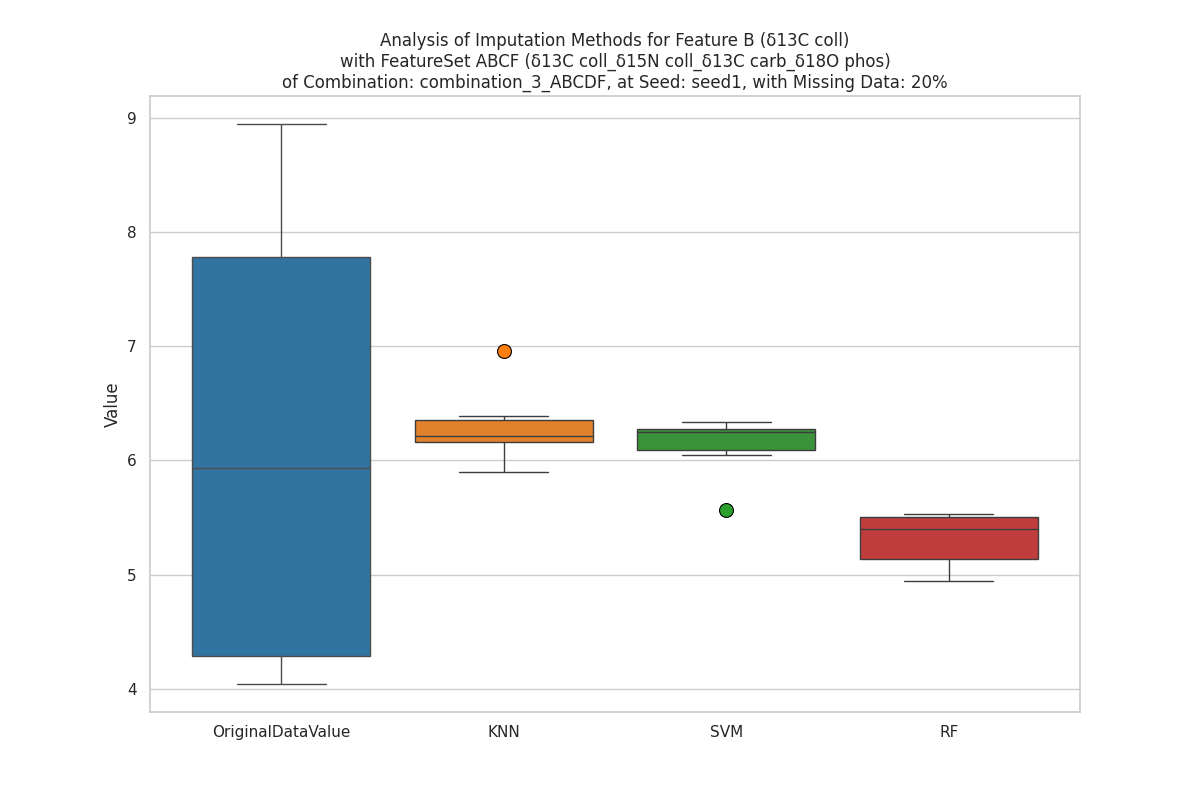 Analysis of Imputation Methods for Feature B (δ13C coll)
with FeatureSet ABCF (δ13C coll_δ15N coll_δ13C carb_δ18O phos)
of Combination: combination_3_ABCDF, at Seed: seed1, with Missing Data: 20%
9
8
7
6
5
4
Value
OriginalDataValue
KNN
SVM
RF